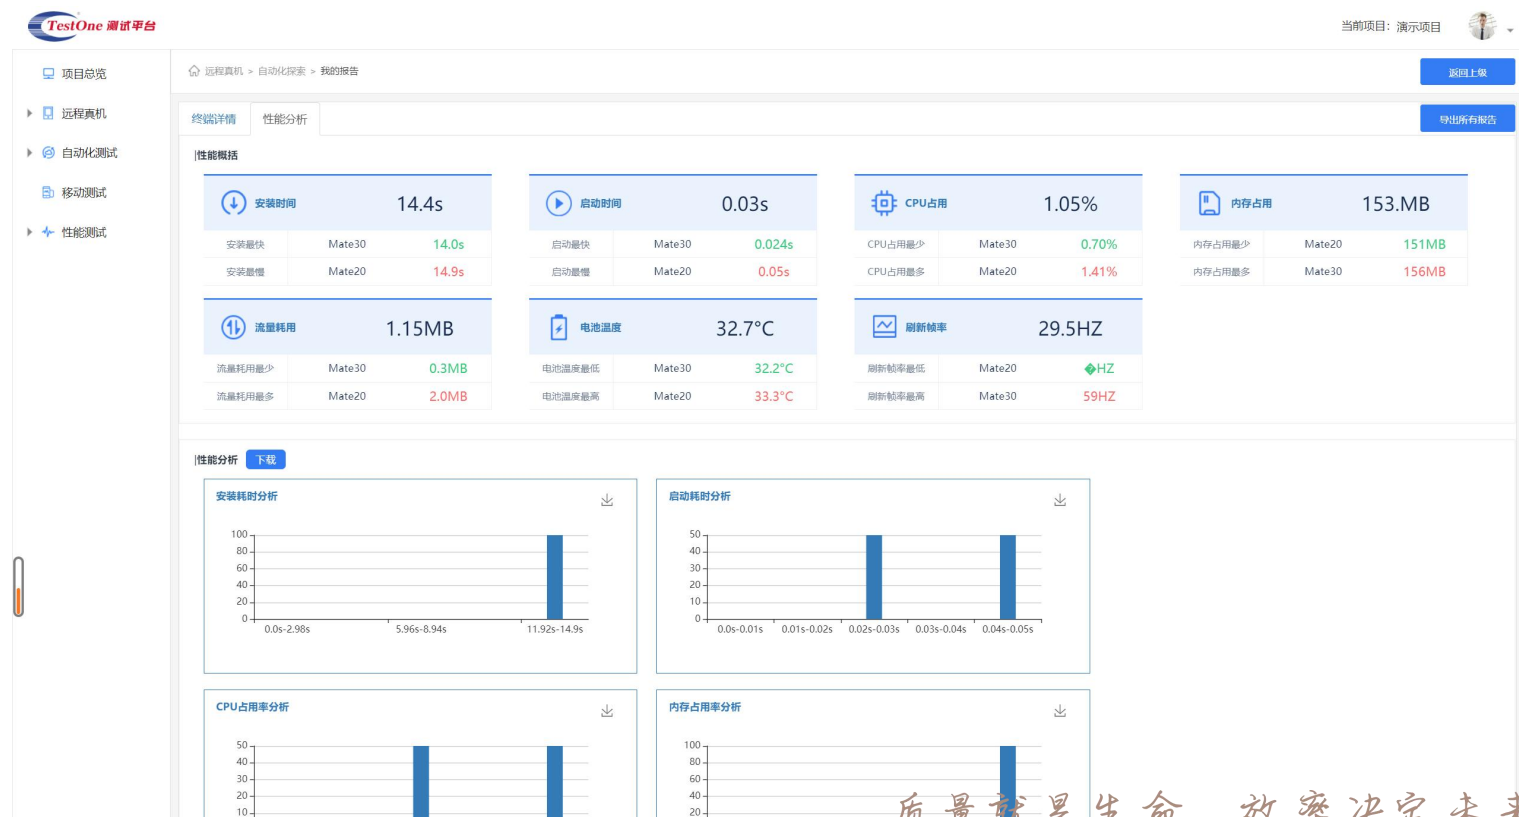 TestOne 测试平台
当前项目：演示项目
项目总览
远程真机
自动化测试
移动测试
性能测试
远程真机 > 自动化探索 > 我的报告
返回上级
终端详情 性能分析
导出所有报告
|性能概括
安装时间 14.4s
安装最快 Mate30 14.0s
安装最慢 Mate20 14.9s
启动时间 0.03s
启动最快 Mate30 0.024s
启动最慢 Mate20 0.05s
CPU占用 1.05%
CPU占用最少 Mate30 0.70%
CPU占用最多 Mate20 1.41%
内存占用 153.MB
内存占用最少 Mate20 151MB
内存占用最多 Mate30 156MB
流量耗用 1.15MB
流量耗用最少 Mate30 0.3MB
流量耗用最多 Mate20 2.0MB
电池温度 32.7°C
电池温度最低 Mate30 32.2°C
电池温度最高 Mate20 33.3°C
刷新帧率 29.5HZ
刷新帧率最低 Mate20 �HZ
刷新帧率最高 Mate30 59HZ
|性能分析 下载
安装耗时分析
100
80
60
40
20
0
0.0s-2.98s 5.96s-8.94s 11.92s-14.9s
启动耗时分析
50
40
30
20
10
0
0.0s-0.01s 0.01s-0.02s 0.02s-0.03s 0.03s-0.04s 0.04s-0.05s
CPU占用率分析
50
40
30
20
10
内存占用率分析
100
80
60
40
20
质量就是生命 效率决定未来